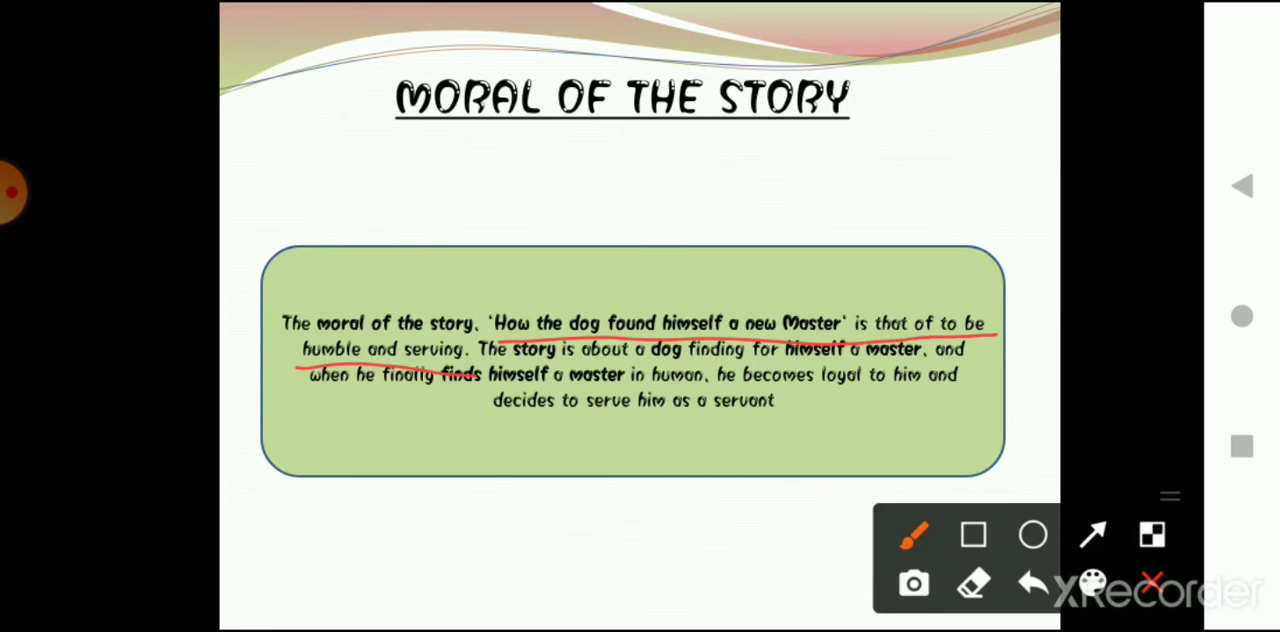 MORAL OF THE STORY
The moral of the story, 'How the dog found himself a new Master' is that of to be
humble and serving. The story is about a dog finding for himself a master, and
when he finally finds himself a master in human, he becomes loyal to him and
decides to serve him as a servant
XRecorder